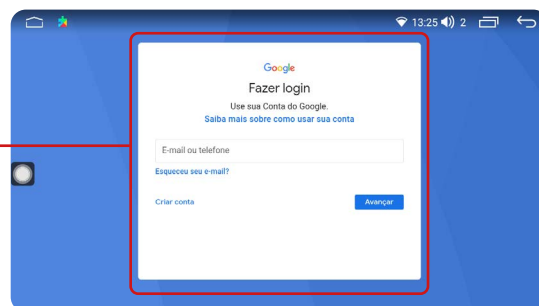 13:25 2
Google
Fazer login
Use sua Conta do Google.
Saiba mais sobre como usar sua conta
E-mail ou telefone
Esqueceu seu e-mail?
Criar conta Avançar